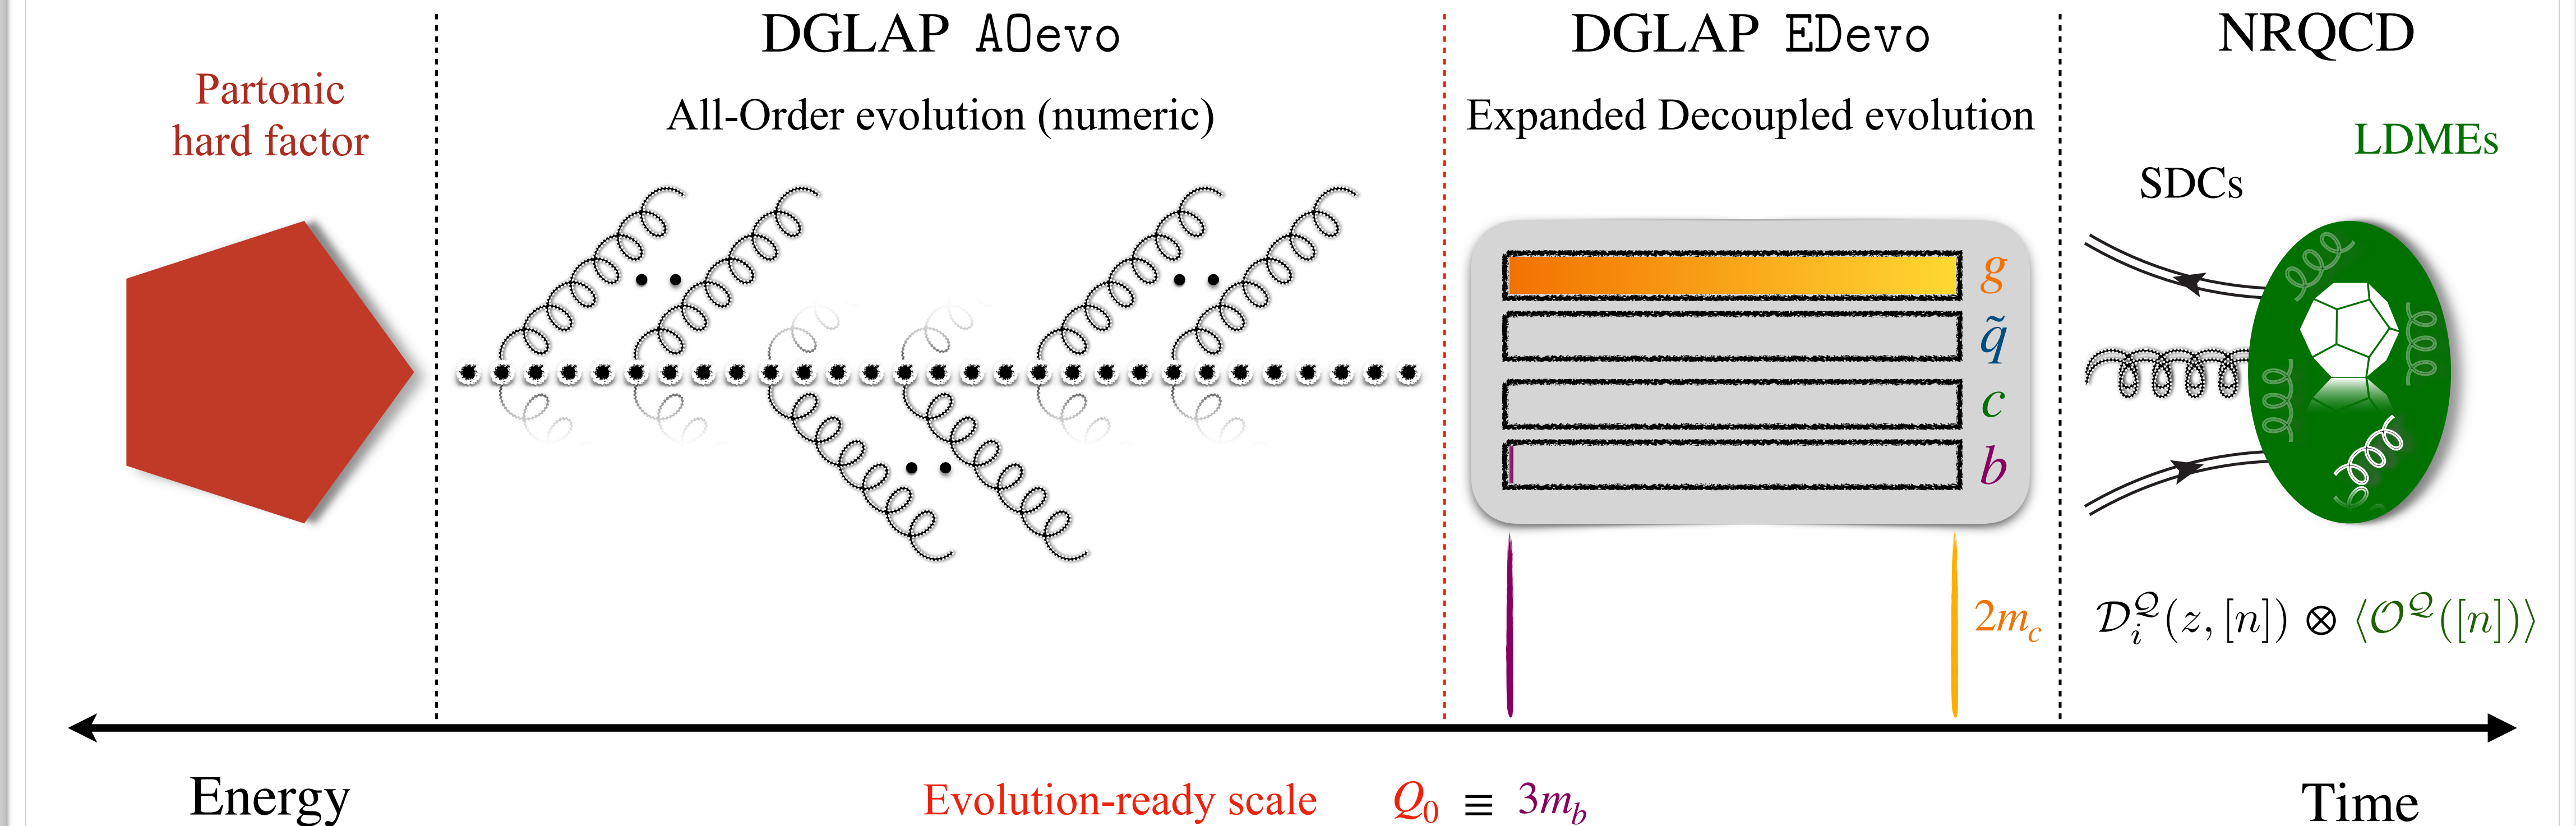 DGLAP AOevo
DGLAP EDevo
NRQCD
Partonic
hard factor
All-Order evolution (numeric)
Expanded Decoupled evolution
LDMEs
SDCs
g
q̃
c
b
2m_c
𝒟_i^𝒬(z, [n]) ⊗ ⟨𝒪^𝒬([n])⟩
Energy
Evolution-ready scale Q_0 ≡ 3m_b
Time